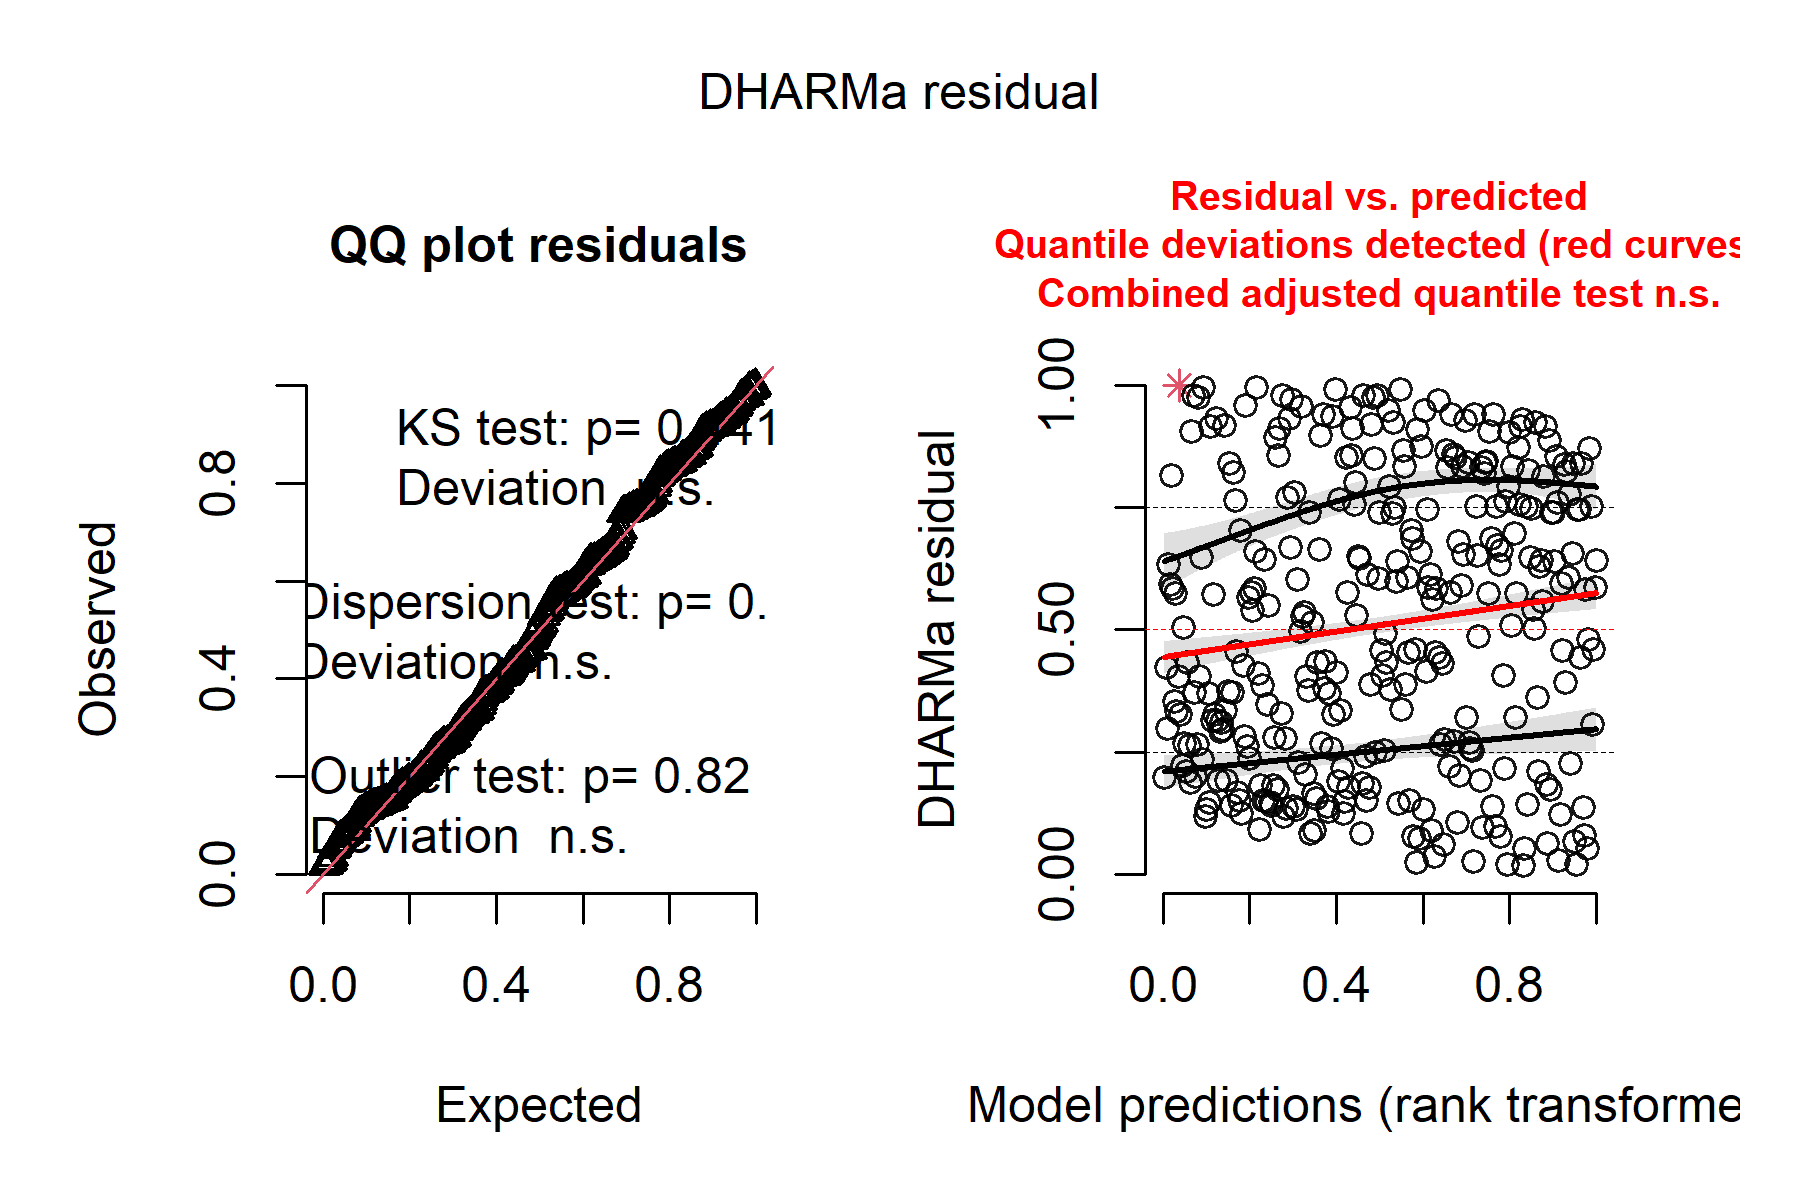 DHARMa residual
QQ plot residuals
KS test: p=
Deviation n.s.
Dispersion test: p= 0.
Deviation n.s.
Outlier test: p= 0.82
Deviation n.s.
Observed
0.0 0.4 0.8
0.0 0.4 0.8
Expected
Residual vs. predicted
Quantile deviations detected (red curves
Combined adjusted quantile test n.s.
DHARMa residual
0.00 0.50 1.00
0.0 0.4 0.8
Model predictions (rank transforme